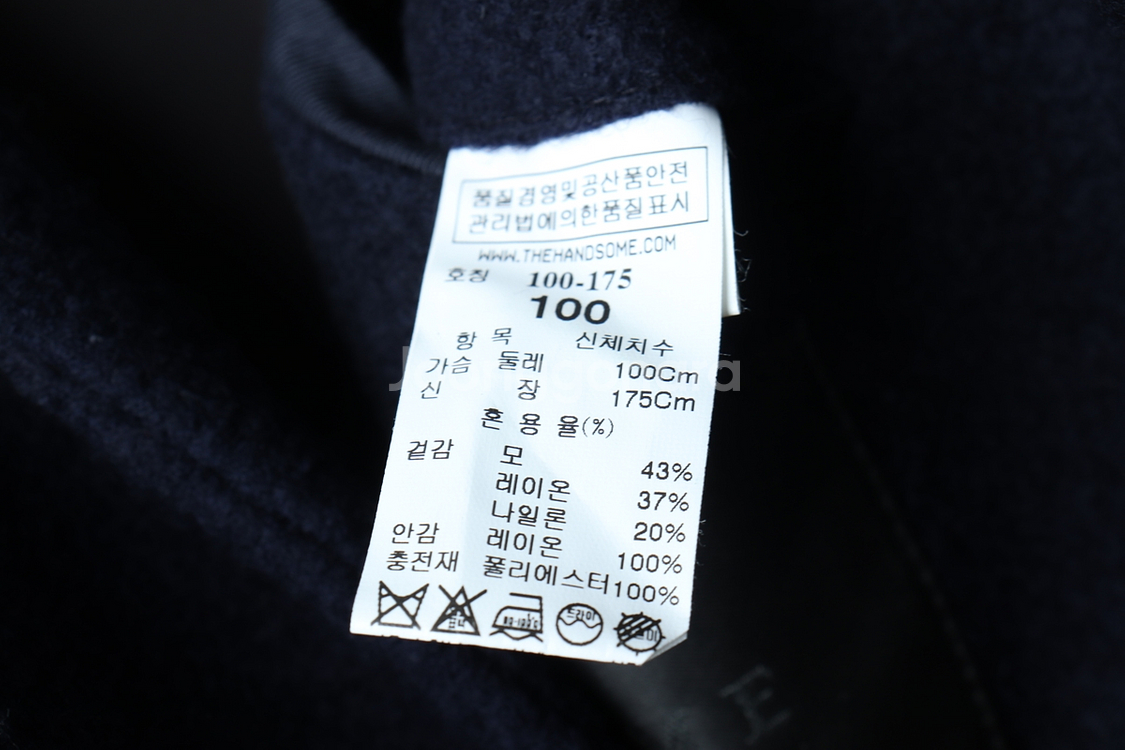 품질경영및공산품안전
관리법에의한품질표시
WWW.THEHANDSOME.COM
호칭 100-175
100
항 목 신체치수
가슴 둘레 100Cm
신 장 175Cm
혼 용 율(%)
겉감 모 43%
레이온 37%
나일론 20%
안감 레이온 100%
충전재 폴리에스터 100%
드라이
E